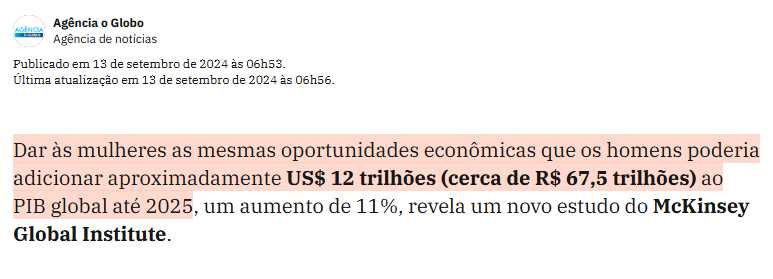 Agência o Globo
Agência de notícias
AGÊNCIA
O GLOBO
Publicado em 13 de setembro de 2024 às 06h53.
Última atualização em 13 de setembro de 2024 às 06h56.
Dar às mulheres as mesmas oportunidades econômicas que os homens poderia
adicionar aproximadamente US$ 12 trilhões (cerca de R$ 67,5 trilhões) ao
PIB global até 2025, um aumento de 11%, revela um novo estudo do McKinsey
Global Institute.